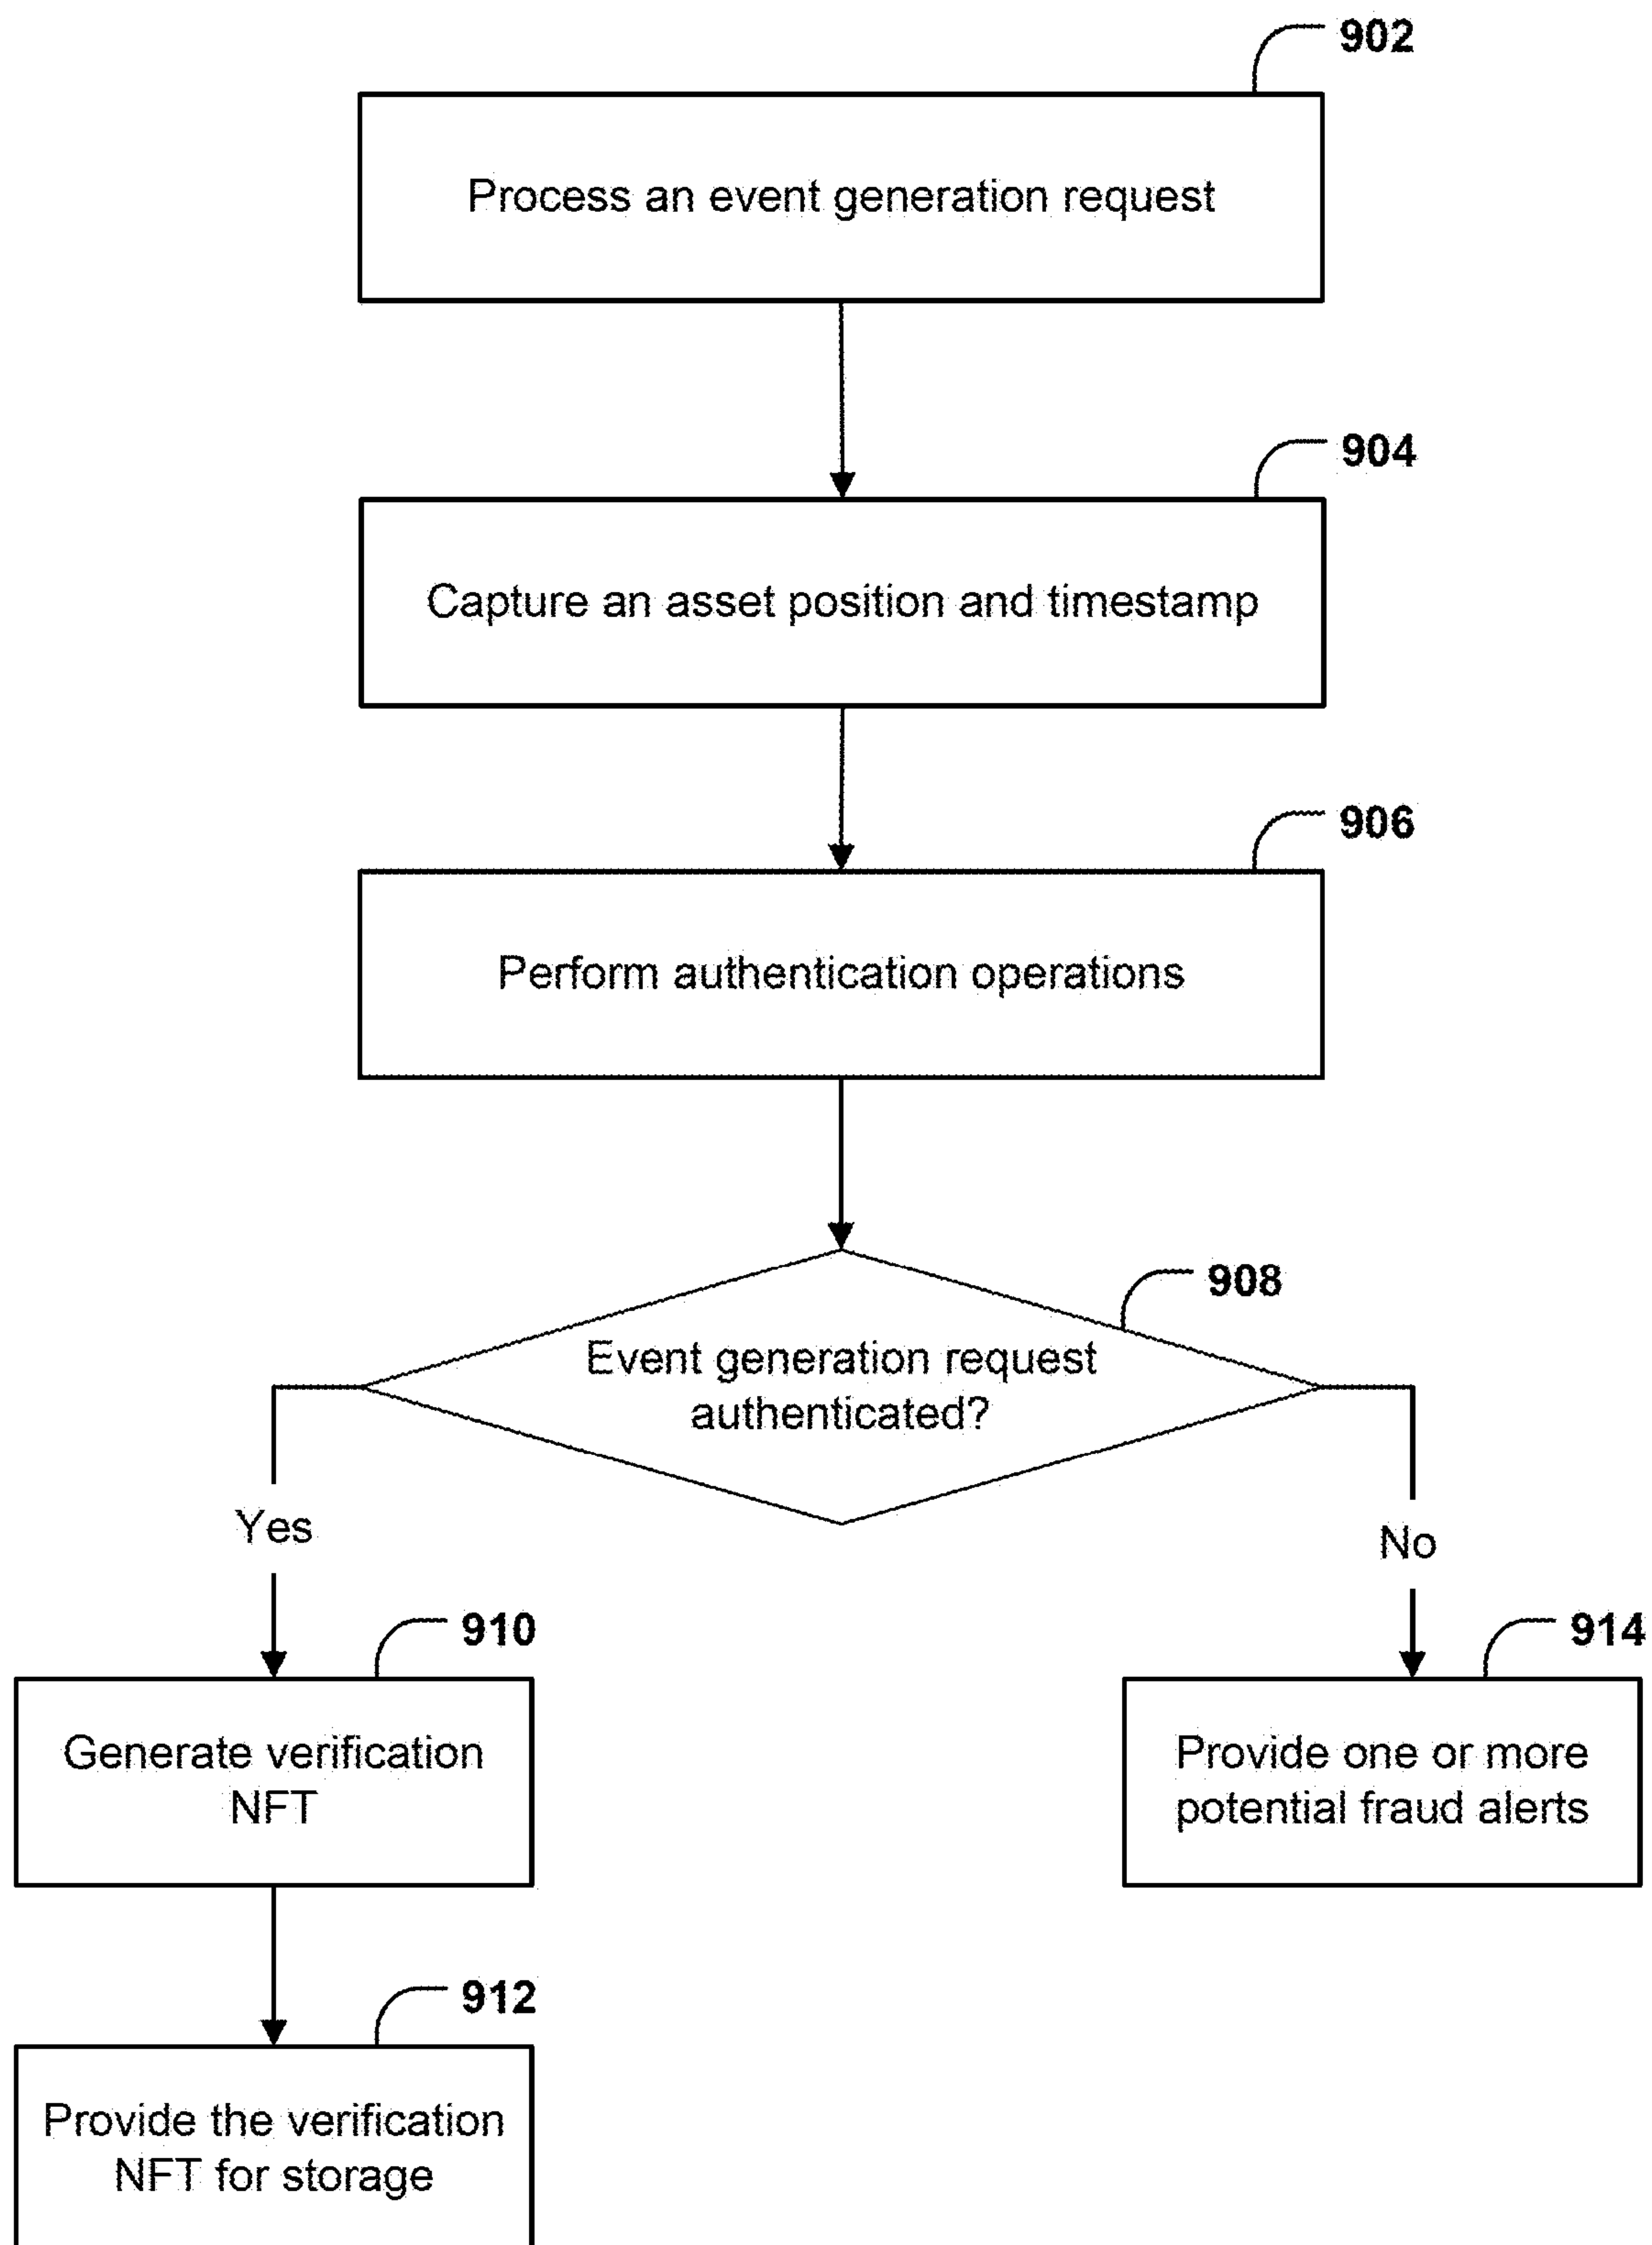 902
Process an event generation request
904
Capture an asset position and timestamp
906
Perform authentication operations
908
Event generation request
authenticated?
Yes
No
910
Generate verification
NFT
914
Provide one or more
potential fraud alerts
912
Provide the verification
NFT for storage